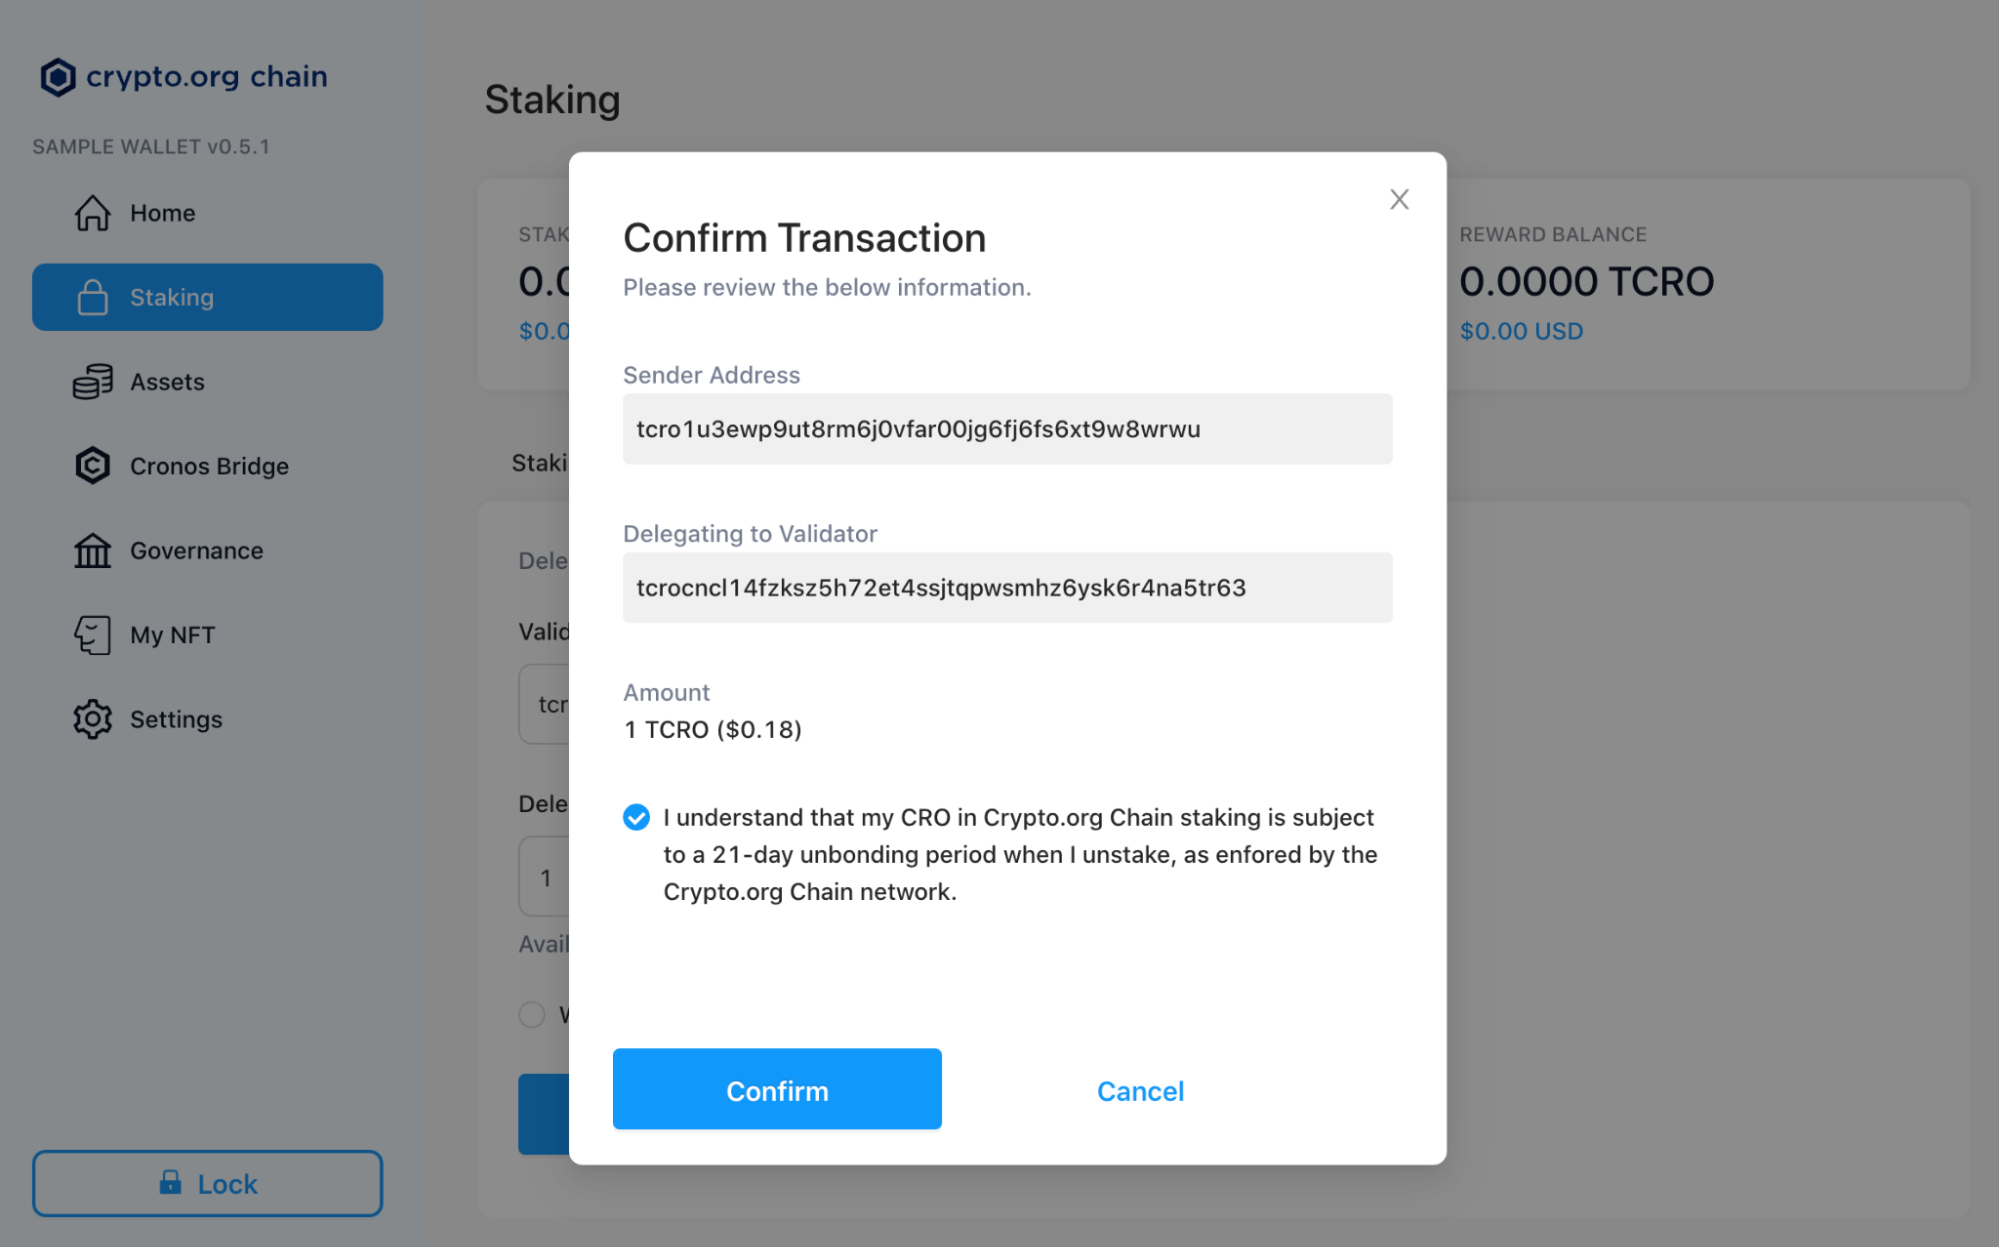 crypto.org chain
SAMPLE WALLET v0.5.1
Home
Staking
Assets
Cronos Bridge
Governance
My NFT
Settings
Lock
Staking
STAK
0.0
$0.0
REWARD BALANCE
0.0000 TCRO
$0.00 USD
Staki
Dele
Valid
tcr
Dele
1
Avail
X
Confirm Transaction
Please review the below information.
Sender Address
tcro1u3ewp9ut8rm6j0vfar00jg6fj6fs6xt9w8wrwu
Delegating to Validator
tcrocncl14fzksz5h72et4ssjtqpwsmhz6ysk6r4na5tr63
Amount
1 TCRO ($0.18)
I understand that my CRO in Crypto.org Chain staking is subject
to a 21-day unbonding period when I unstake, as enfored by the
Crypto.org Chain network.
Confirm
Cancel